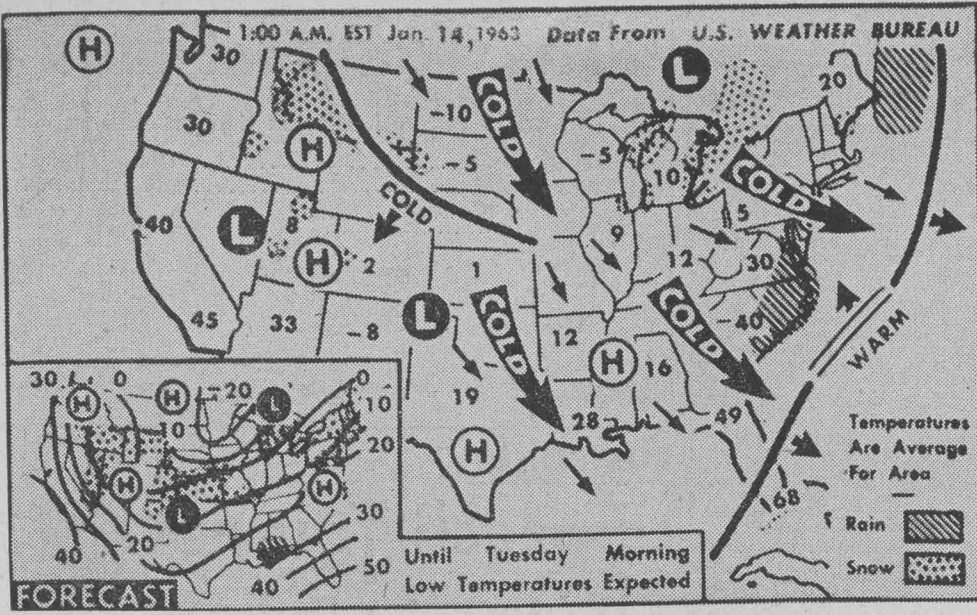 1:00 A.M. EST Jan. 14, 1963 Data From U.S. WEATHER BUREAU
H
30
L
20
-10
COLD
30
H
-5
-5
10
COLD
COLD
40
L
8
5
9
H
2
1
12
30
45
33
-8
L
COLD
12
COLD
-40
H
16
WARM
19
28
49
H
68
Temperatures
Are Average
For Area
Rain
Snow
30
0
-20
0
H
H
L
10
-10
20
H
H
L
30
40
-20
40
50
Until Tuesday Morning
Low Temperatures Expected
FORECAST